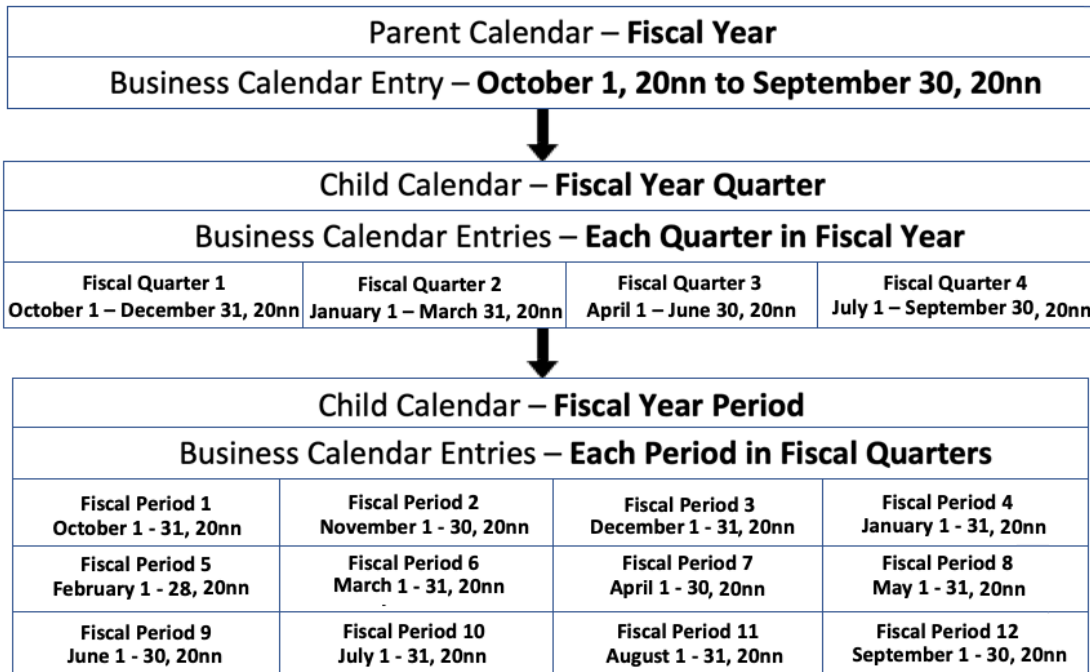 Parent Calendar – Fiscal Year
Business Calendar Entry – October 1, 20nn to September 30, 20nn
Child Calendar – Fiscal Year Quarter
Business Calendar Entries – Each Quarter in Fiscal Year
Fiscal Quarter 1
October 1 – December 31, 20nn
Fiscal Quarter 2
January 1 – March 31, 20nn
Fiscal Quarter 3
April 1 – June 30, 20nn
Fiscal Quarter 4
July 1 – September 30, 20nn
Child Calendar – Fiscal Year Period
Business Calendar Entries – Each Period in Fiscal Quarters
Fiscal Period 1
October 1 - 31, 20nn
Fiscal Period 2
November 1 - 30, 20nn
Fiscal Period 3
December 1 - 31, 20nn
Fiscal Period 4
January 1 - 31, 20nn
Fiscal Period 5
February 1 - 28, 20nn
Fiscal Period 6
March 1 - 31, 20nn
Fiscal Period 7
April 1 - 30, 20nn
Fiscal Period 8
May 1 - 31, 20nn
Fiscal Period 9
June 1 - 30, 20nn
Fiscal Period 10
July 1 - 31, 20nn
Fiscal Period 11
August 1 - 31, 20nn
Fiscal Period 12
September 1 - 30, 20nn